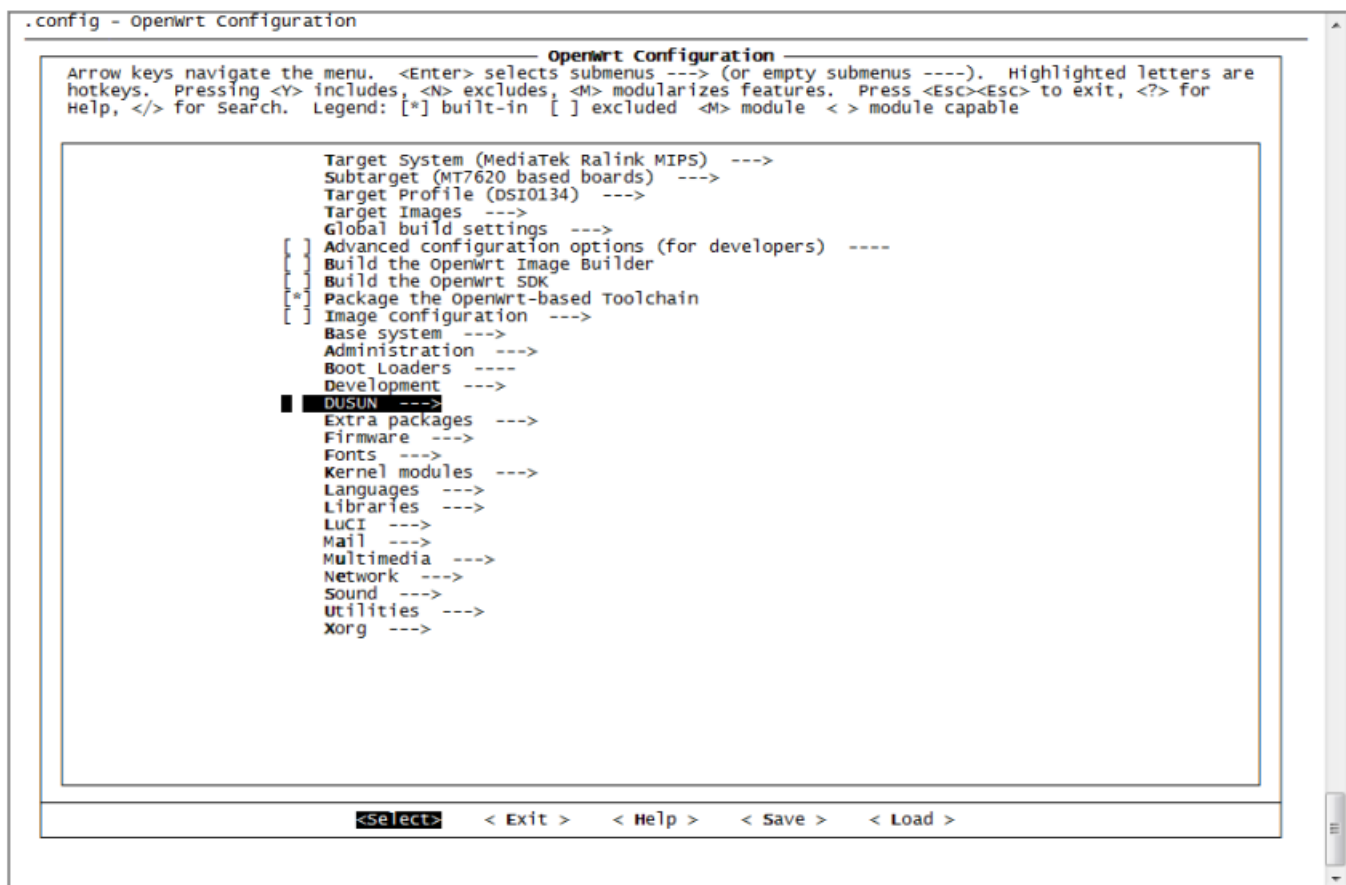 .config - OpenWrt Configuration
OpenWrt Configuration
Arrow keys navigate the menu.  <Enter> selects submenus ---> (or empty submenus ----).  Highlighted letters are
hotkeys.  Pressing <Y> includes, <N> excludes, <M> modularizes features.  Press <Esc><Esc> to exit, <?> for
Help, </> for Search.  Legend: [*] built-in  [ ] excluded  <M> module  < > module capable
Target System (MediaTek Ralink MIPS)  --->
Subtarget (MT7620 based boards)  --->
Target Profile (DSI0134)  --->
Target Images  --->
Global build settings  --->
[ ] Advanced configuration options (for developers)  ----
[ ] Build the OpenWrt Image Builder
[ ] Build the OpenWrt SDK
[*] Package the OpenWrt-based Toolchain
[ ] Image configuration  --->
Base system  --->
Administration  --->
Boot Loaders  ----
Development  --->
DUSUN  --->
Extra packages  --->
Firmware  --->
Fonts  --->
Kernel modules  --->
Languages  --->
Libraries  --->
LuCI  --->
Mail  --->
Multimedia  --->
Network  --->
Sound  --->
Utilities  --->
Xorg  --->
<Select>    < Exit >    < Help >    < Save >    < Load >